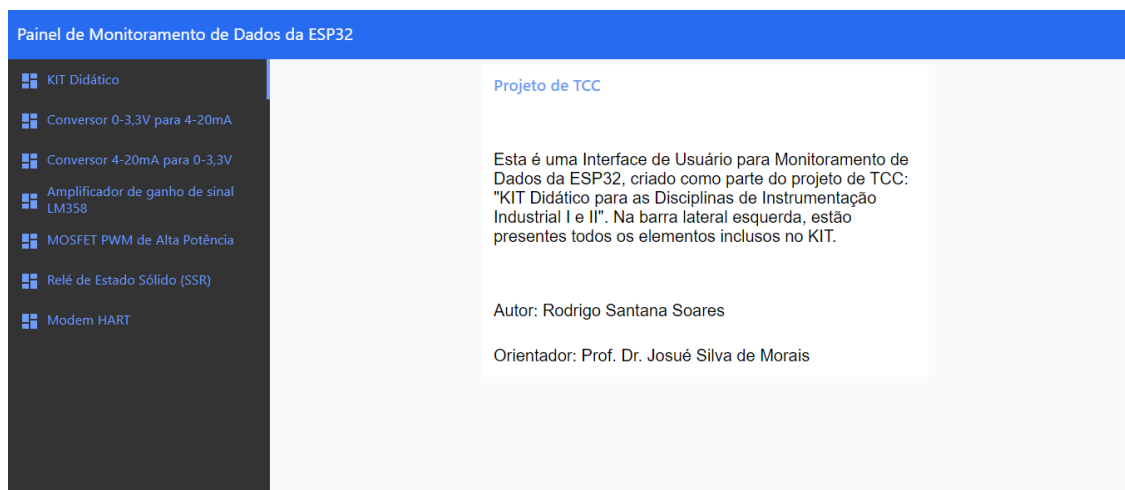 Painel de Monitoramento de Dados da ESP32
KIT Didático
Conversor 0-3,3V para 4-20mA
Conversor 4-20mA para 0-3,3V
Amplificador de ganho de sinal
LM358
MOSFET PWM de Alta Potência
Relé de Estado Sólido (SSR)
Modem HART
Projeto de TCC
Esta é uma Interface de Usuário para Monitoramento de
Dados da ESP32, criado como parte do projeto de TCC:
"KIT Didático para as Disciplinas de Instrumentação
Industrial I e II". Na barra lateral esquerda, estão
presentes todos os elementos inclusos no KIT.
Autor: Rodrigo Santana Soares
Orientador: Prof. Dr. Josué Silva de Morais